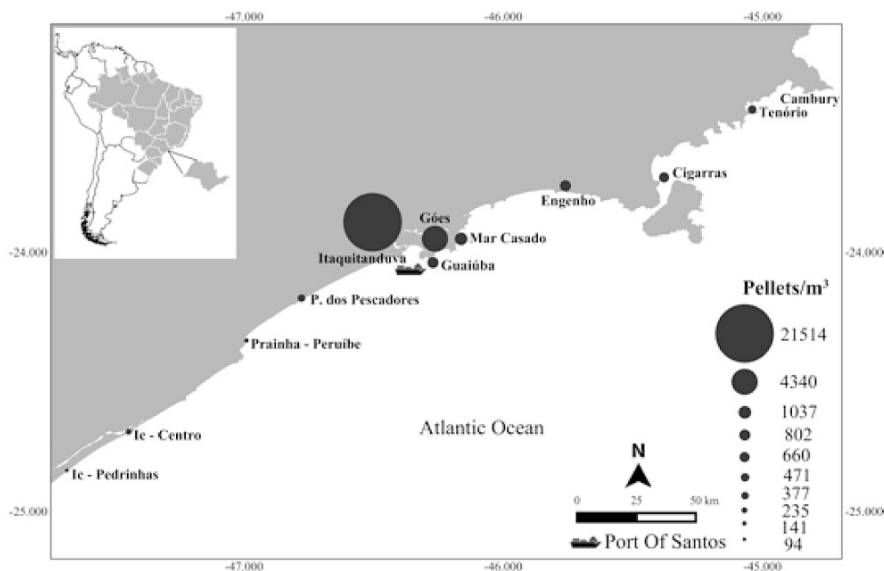 -47.000
-46.000
-45.000
Cambury
Tenório
Cigarras
Engenho
Góes
Mar Casado
-24.000
Itaquitanduva
Guaiúba
-24.000
P. dos Pescadores
Prainha - Peruíbe
Ic - Centro
Ic - Pedrinhas
Atlantic Ocean
Pellets/m³
21514
4340
1037
802
660
471
377
235
141
94
N
0 25 50 km
Port Of Santos
-25.000
-25.000
-47.000
-46.000
-45.000